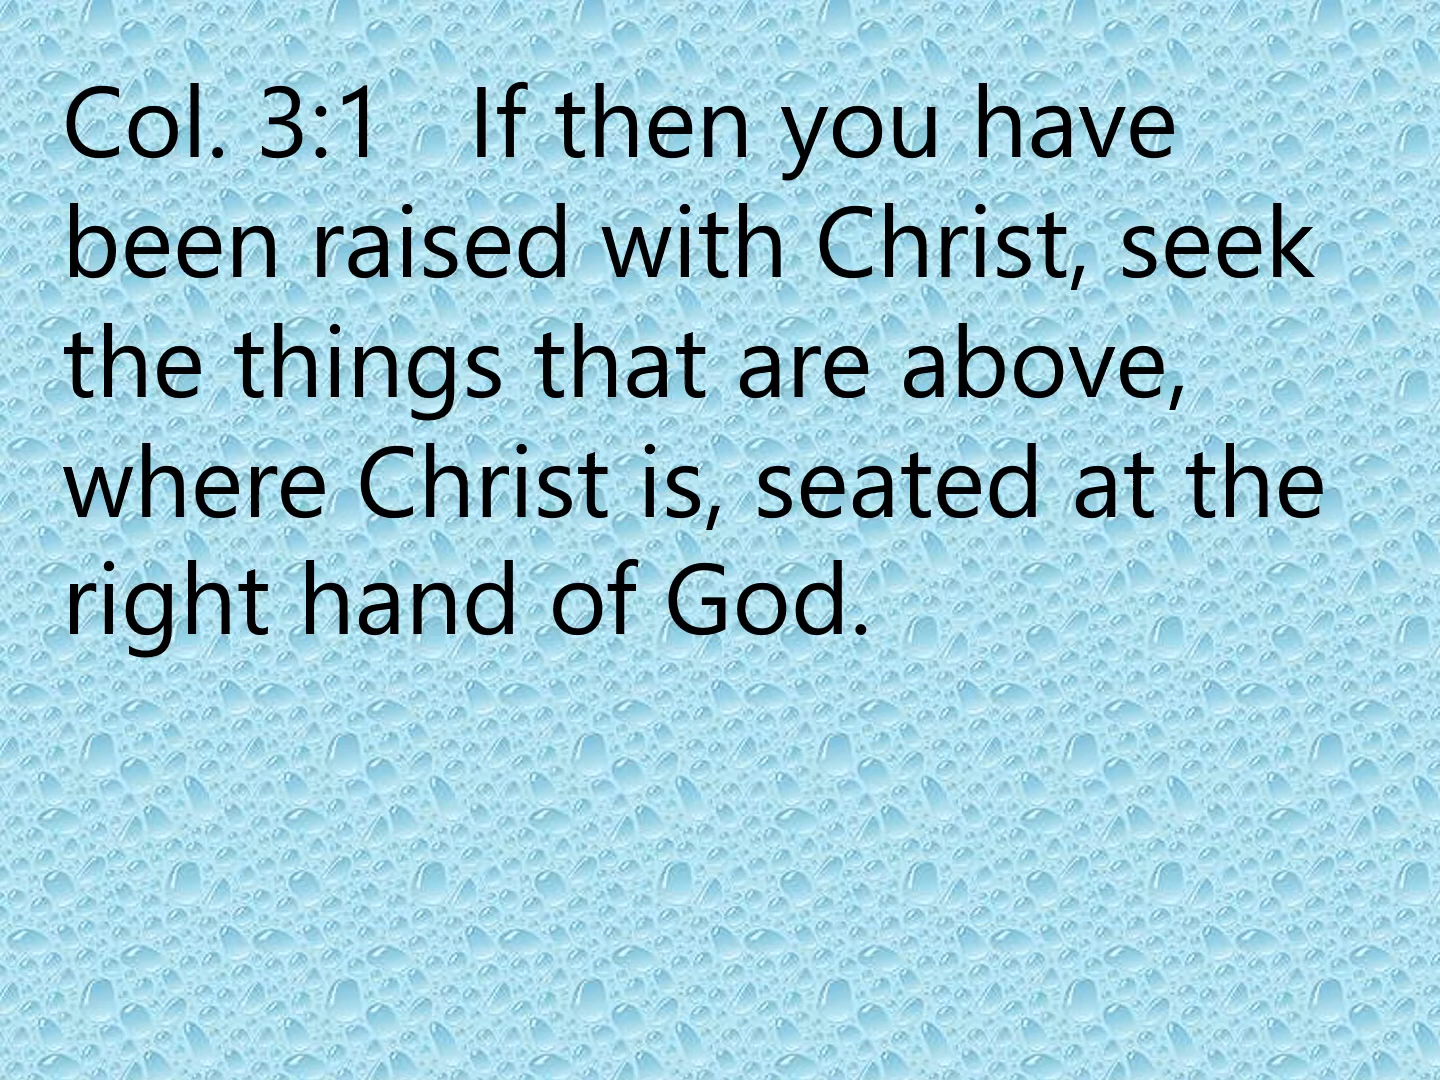 Col. 3:1   If then you have
been raised with Christ, seek
the things that are above,
where Christ is, seated at the
right hand of God.